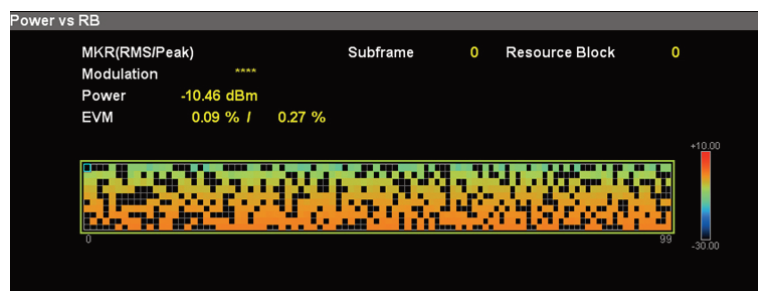 Power vs RB
MKR(RMS/Peak) Subframe 0 Resource Block 0
Modulation ****
Power -10.46 dBm
EVM 0.09 % / 0.27 %
+10.00
0 99
-30.00